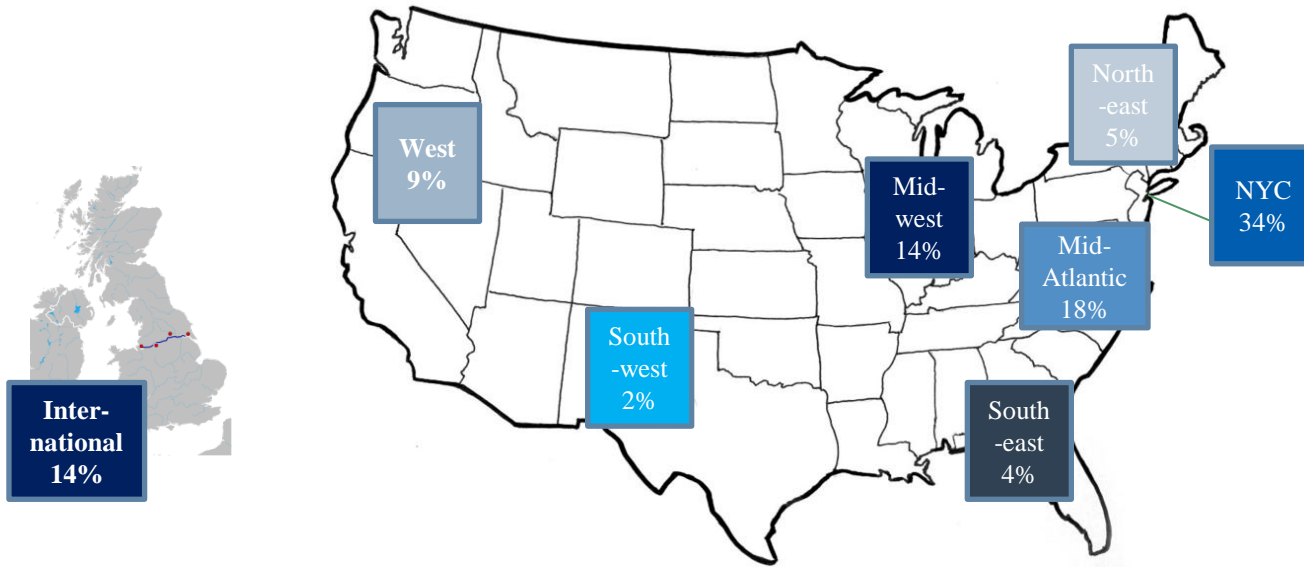 North
-east
5%
West
9%
Mid-
west
14%
NYC
34%
Mid-
Atlantic
18%
South
-west
2%
Inter-
national
14%
South
-east
4%